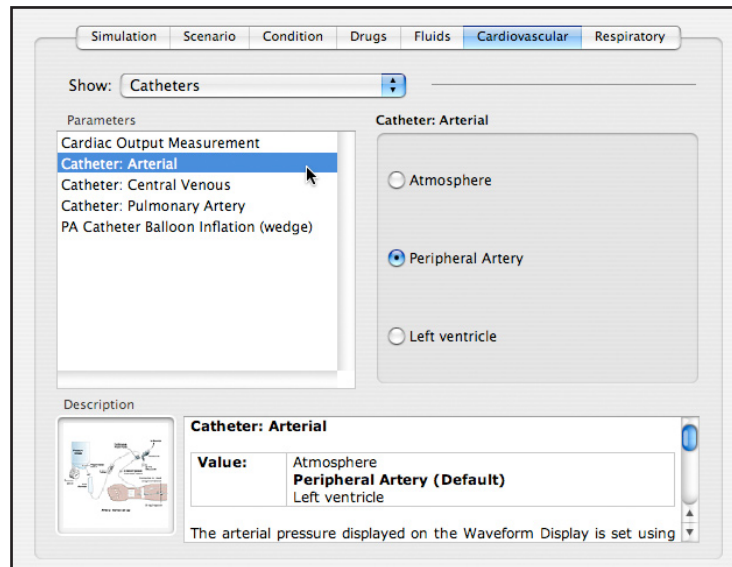 Simulation Scenario Condition Drugs Fluids Cardiovascular Respiratory
Show: Catheters
Parameters
Cardiac Output Measurement
Catheter: Arterial
Catheter: Central Venous
Catheter: Pulmonary Artery
PA Catheter Balloon Inflation (wedge)
Catheter: Arterial
Atmosphere
Peripheral Artery
Left ventricle
Description
Catheter: Arterial
Value: Atmosphere
Peripheral Artery (Default)
Left ventricle
The arterial pressure displayed on the Waveform Display is set using